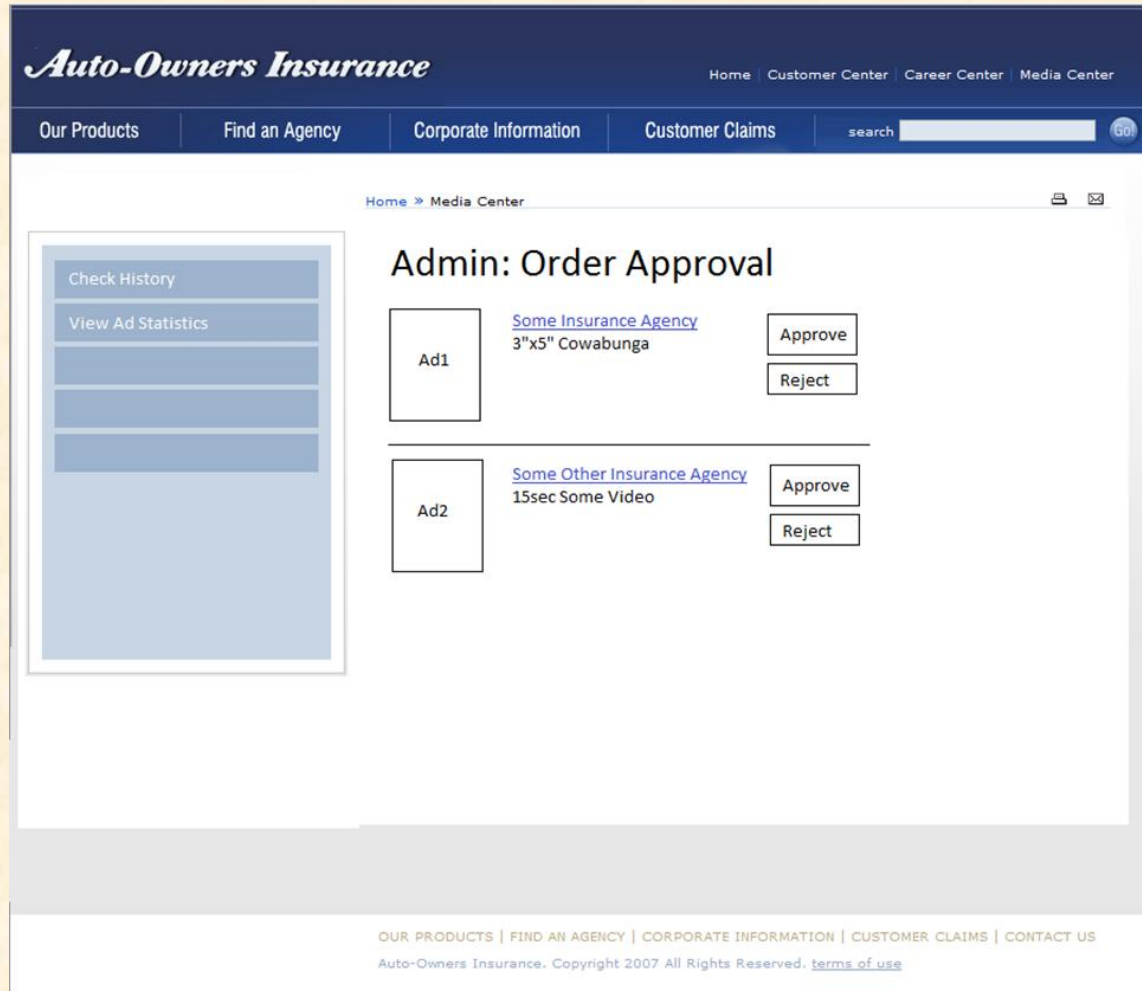 Auto-Owners Insurance
Home | Customer Center | Career Center | Media Center
Our Products Find an Agency Corporate Information Customer Claims search Go!
Home » Media Center
Check History
View Ad Statistics
Admin: Order Approval
Ad1
Some Insurance Agency
3"x5" Cowabunga
Approve
Reject
Ad2
Some Other Insurance Agency
15sec Some Video
Approve
Reject
OUR PRODUCTS | FIND AN AGENCY | CORPORATE INFORMATION | CUSTOMER CLAIMS | CONTACT US
Auto-Owners Insurance. Copyright 2007 All Rights Reserved. terms of use